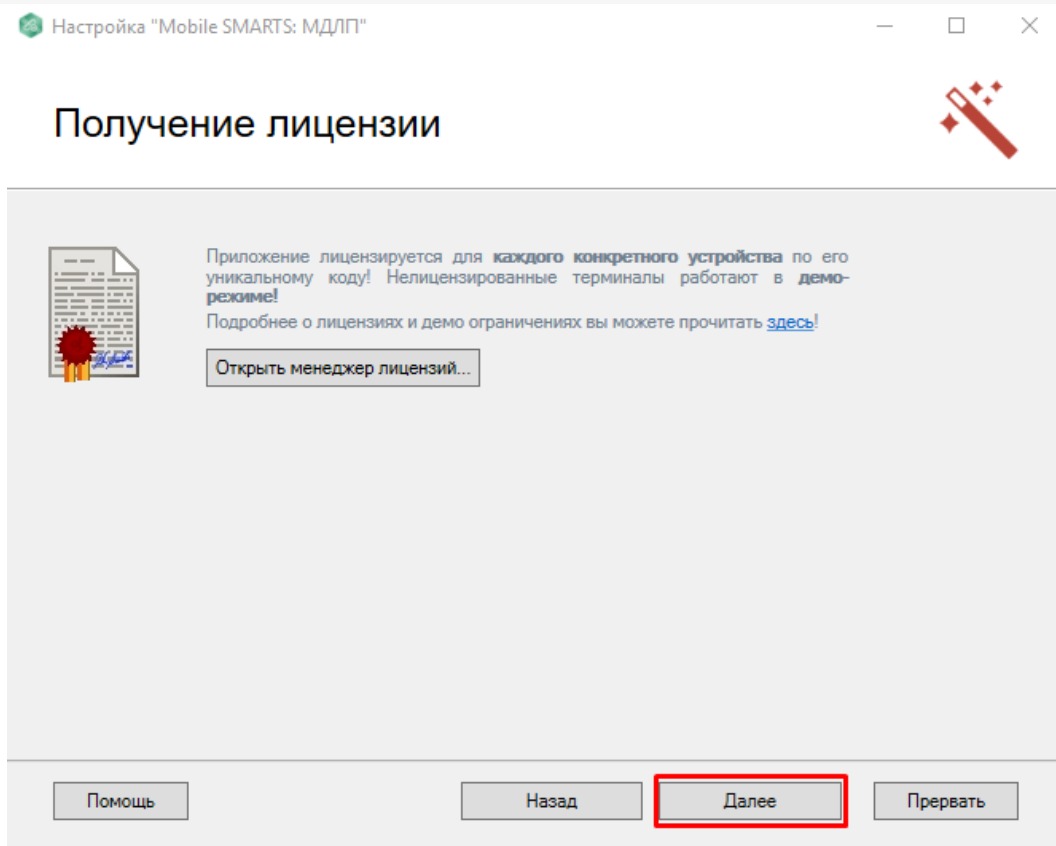 Настройка "Mobile SMARTS: МДЛП"
Получение лицензии
Приложение лицензируется для каждого конкретного устройства по его
уникальному коду! Нелицензированные терминалы работают в демо-
режиме!
Подробнее о лицензиях и демо ограничениях вы можете прочитать здесь!
Открыть менеджер лицензий...
Помощь
Назад
Далее
Прервать